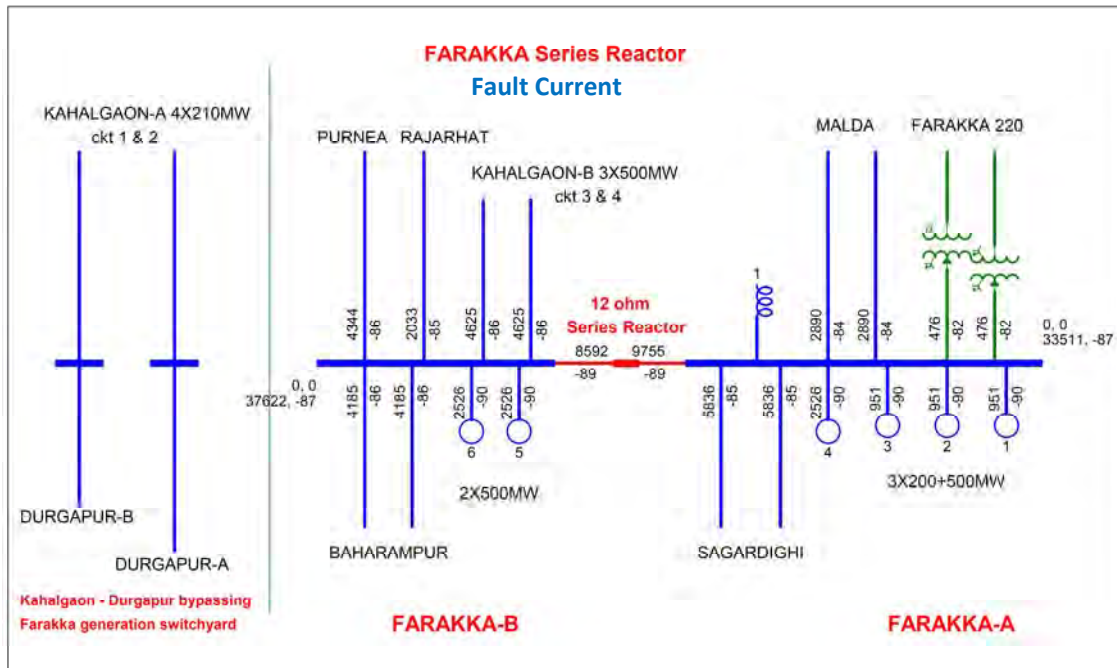 FARAKKA Series Reactor
Fault Current
KAHALGAON-A 4X210MW
ckt 1 & 2
PURNEA RAJARHAT
KAHALGAON-B 3X500MW
ckt 3 & 4
MALDA
FARAKKA 220
1
4344
-86
2033
-85
4625
-86
4625
-86
12 ohm
Series Reactor
8592 9755
-89 -89
2890
-84
2890
-84
476
-82
476
-82
0, 0
33511, -87
0, 0
37622, -87
4185
-86
4185
-86
2526
-90
2526
-90
6 5
5836
-85
5836
-85
2526
-90
951
-90
951
-90
951
-90
4 3 2 1
2X500MW
3X200+500MW
DURGAPUR-B
DURGAPUR-A
BAHARAMPUR
SAGARDIGHI
Kahalgaon - Durgapur bypassing
Farakka generation switchyard
FARAKKA-B
FARAKKA-A